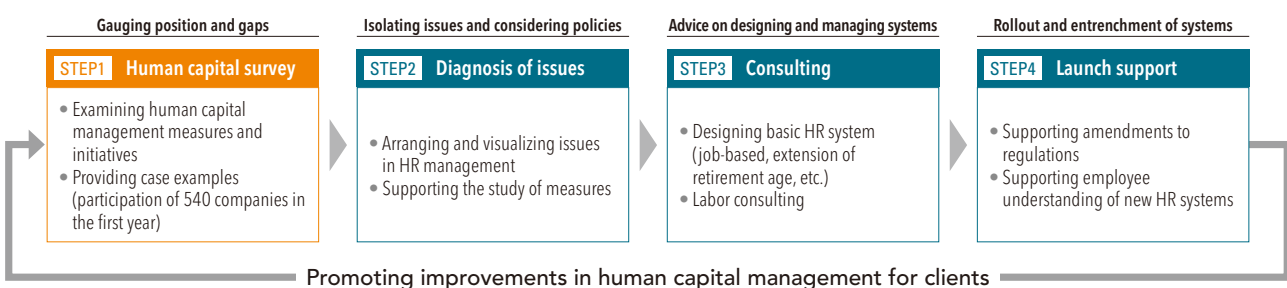 Gauging position and gaps
STEP1 Human capital survey
• Examining human capital
management measures and
initiatives
• Providing case examples
(participation of 540 companies in
the first year)
Isolating issues and considering policies
STEP2 Diagnosis of issues
• Arranging and visualizing issues
in HR management
• Supporting the study of measures
Advice on designing and managing systems
STEP3 Consulting
• Designing basic HR system
(job-based, extension of
retirement age, etc.)
• Labor consulting
Rollout and entrenchment of systems
STEP4 Launch support
• Supporting amendments to
regulations
• Supporting employee
understanding of new HR systems
Promoting improvements in human capital management for clients